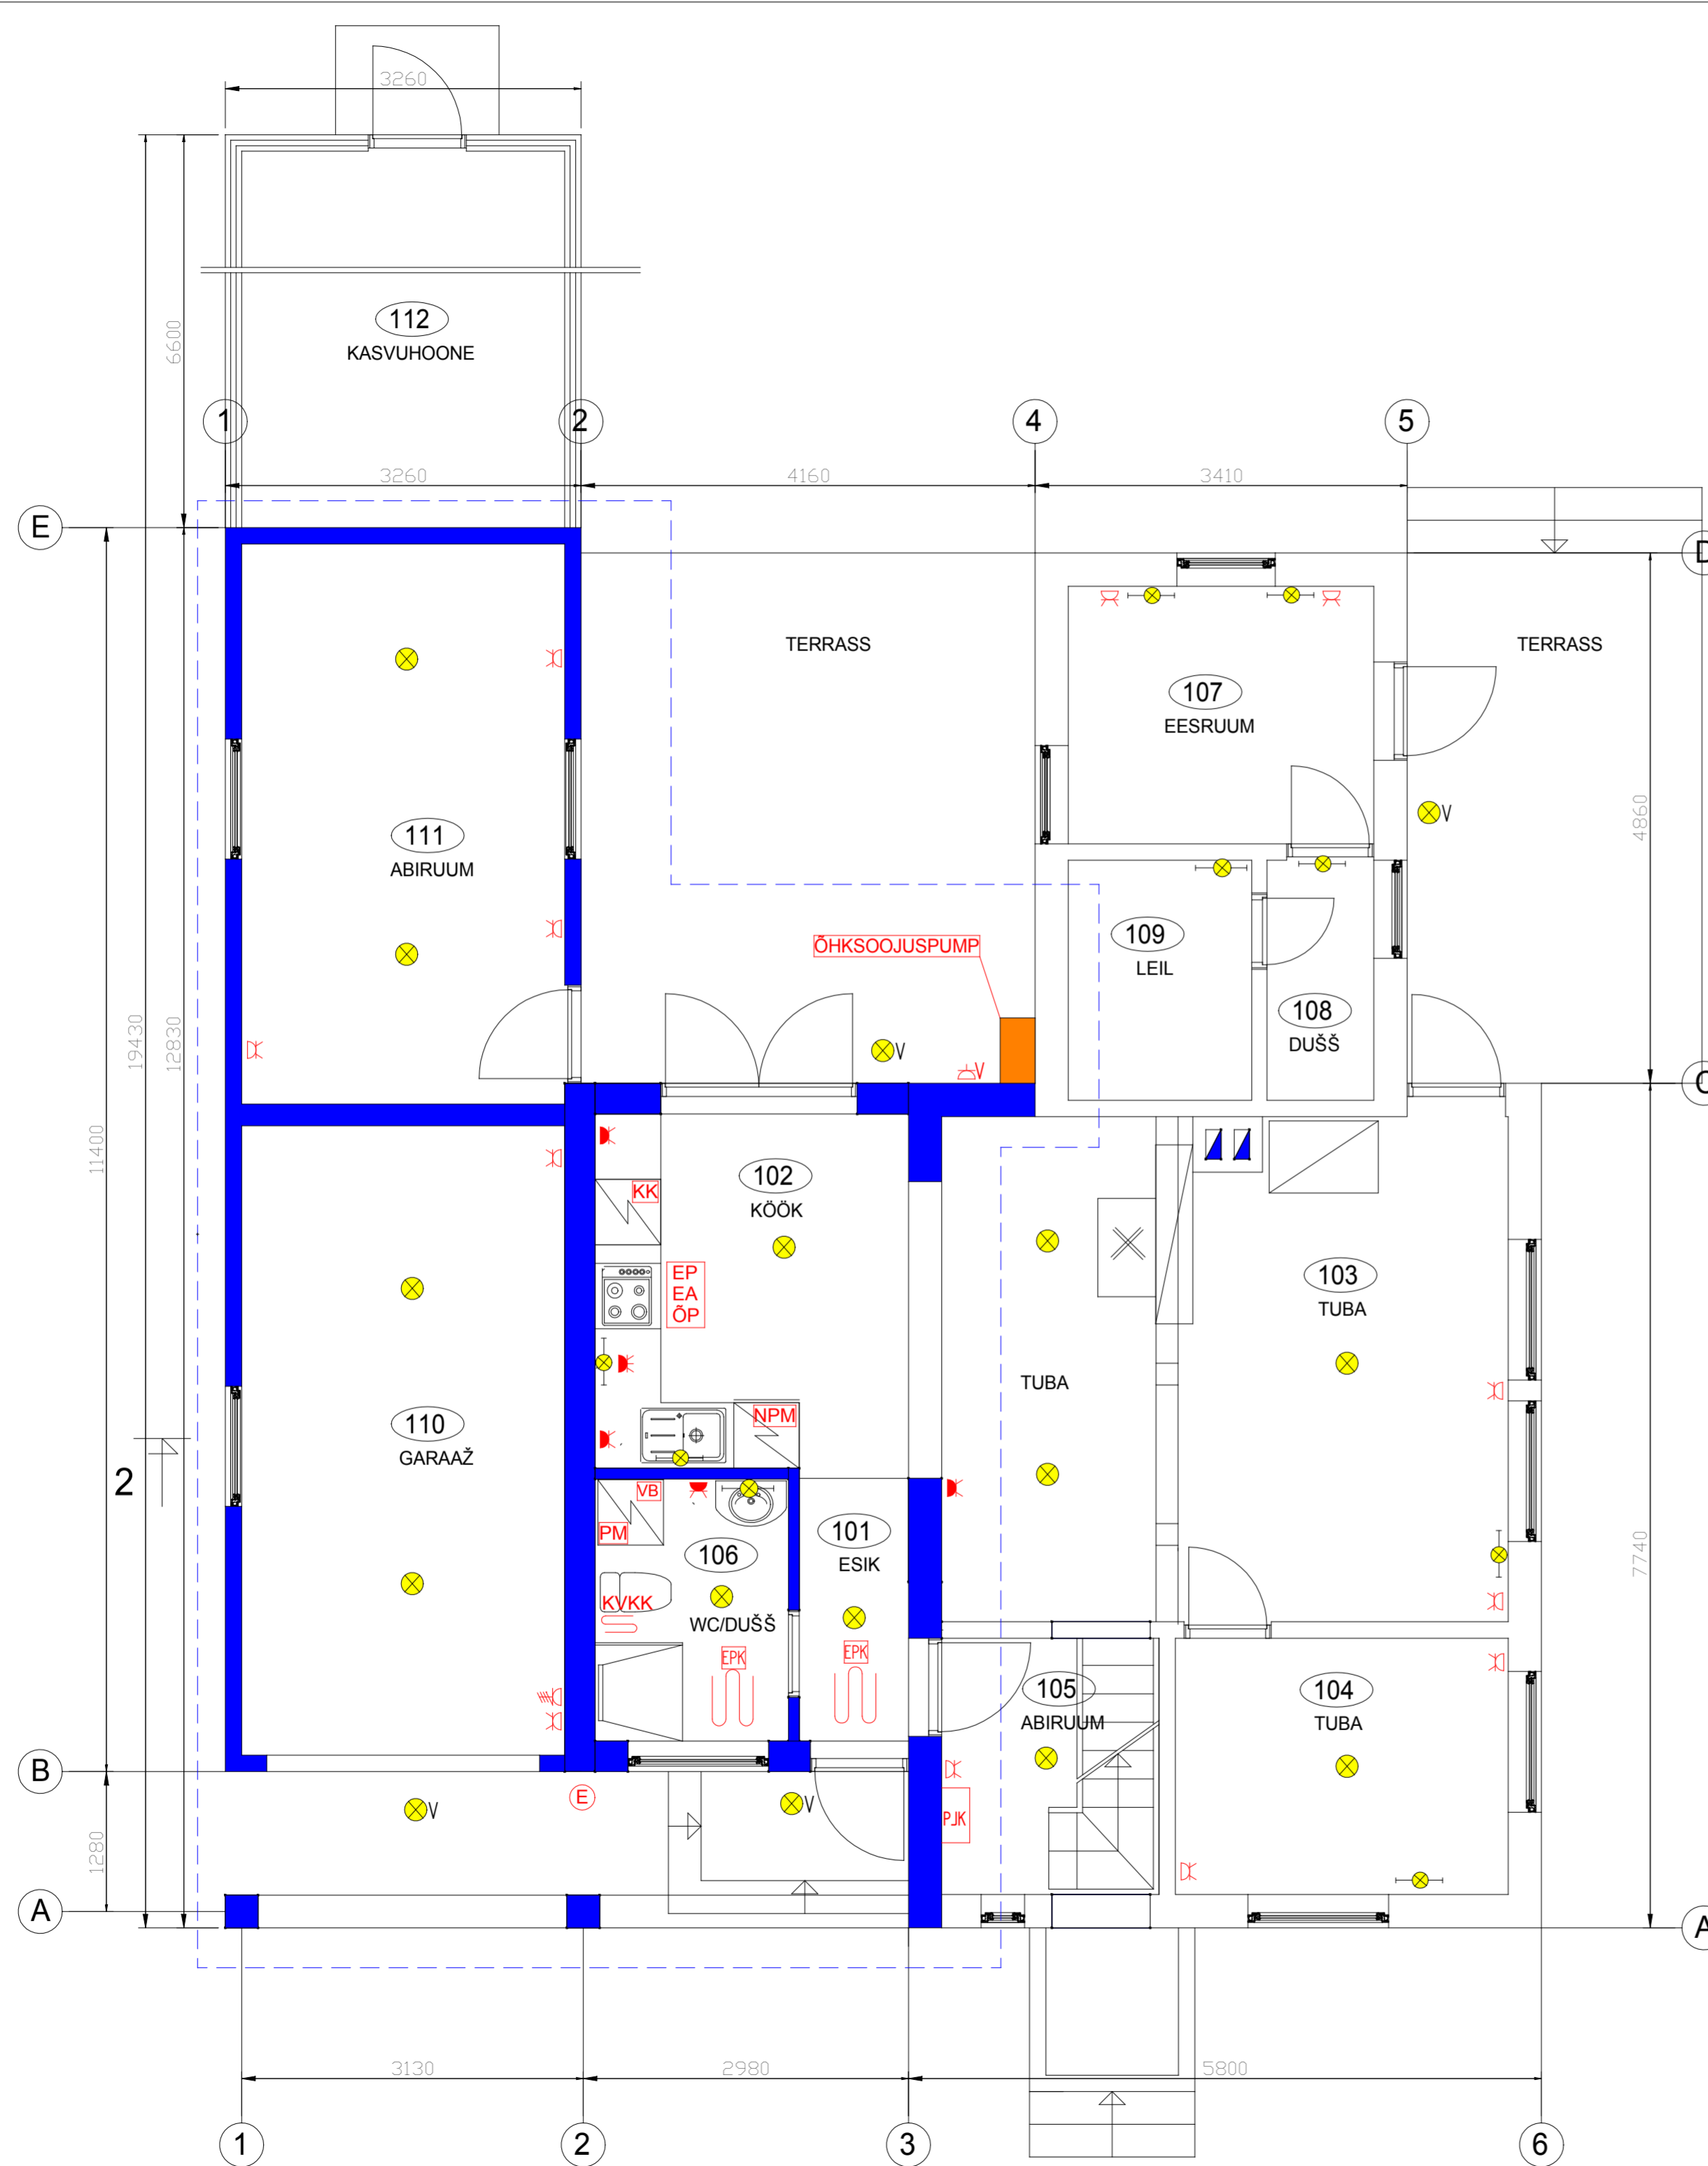 3260
112
KASVUHOONE
6600
1
2
4
5
3260
4160
3410
E
D
TERRASS
TERRASS
107
EESRUUM
V
4860
111
ABIRUUM
ÕHKSOOJUSPUMP
109
LEIL
108
DUŠŠ
19430
12830
V
V
C
11400
102
KÖÖK
KK
EP
EA
ÕP
103
TUBA
TUBA
110
GARAAŽ
NPM
2
VB
PM
106
WC/DUŠŠ
KVKK
EPK
101
ESIK
EPK
7740
105
ABIRUUM
104
TUBA
B
E
V
V
PJK
1280
A
A
3130
2980
5800
1
2
3
6